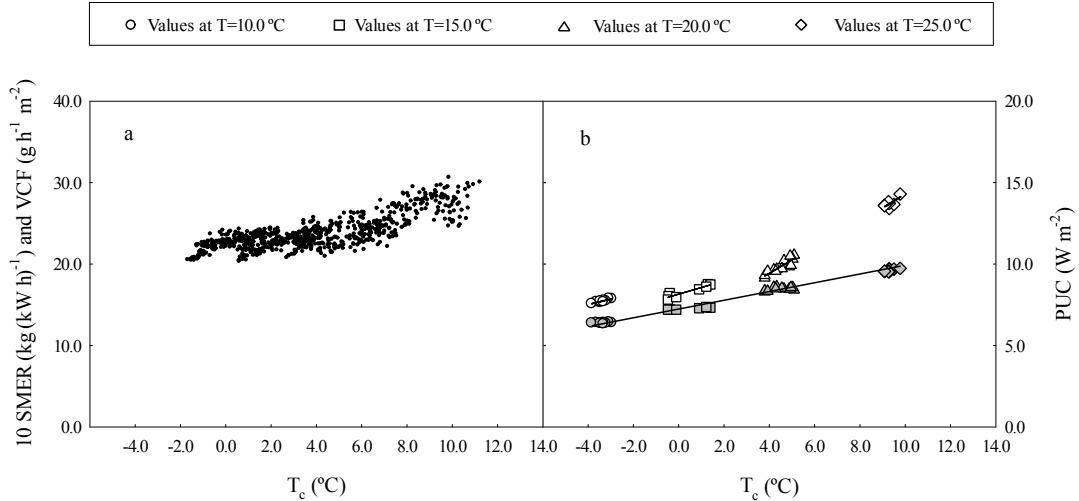 Values at T=10.0 ºC Values at T=15.0 ºC Values at T=20.0 ºC Values at T=25.0 ºC
10 SMER (kg (kW h)⁻¹) and VCF (g h⁻¹ m⁻²)
40.0
30.0
20.0
10.0
0.0
a
-4.0 -2.0 0.0 2.0 4.0 6.0 8.0 10.0 14.0
T_c (ºC)
b
-4.0 -2.0 0.0 2.0 4.0 6.0 8.0 10.0 14.0
T_c (ºC)
20.0
15.0
10.0
5.0
0.0
PUC (W m⁻²)